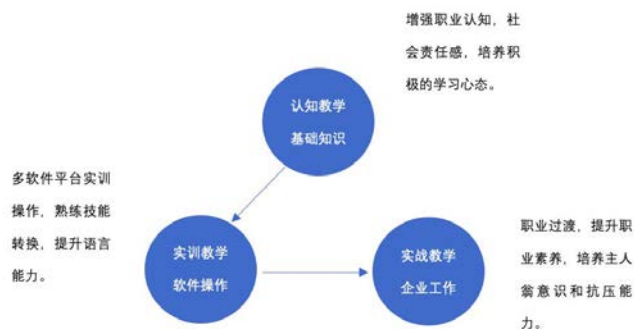 增强职业认知，社
会责任感，培养积
极的学习心态。
认知教学
基础知识
多软件平台实训
操作，熟练技能
转换，提升语言
能力。
实训教学
软件操作
实战教学
企业工作
职业过渡，提升职
业素养，培养主人
翁意识和抗压能
力。